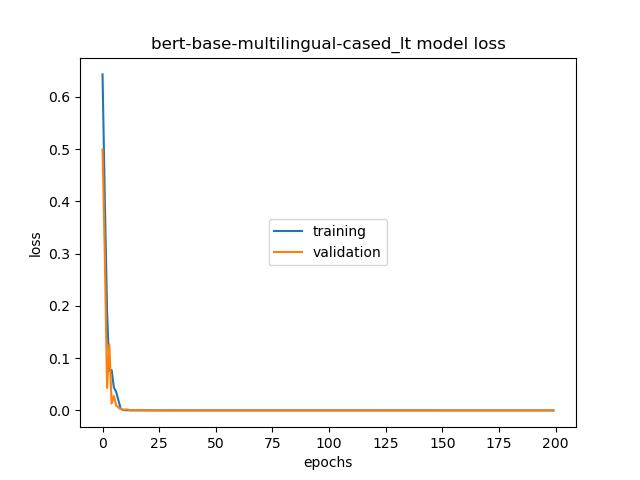 bert-base-multilingual-cased_lt model loss
0.6
0.5
0.4
0.3
0.2
0.1
0.0
loss
training
validation
0 25 50 75 100 125 150 175 200
epochs